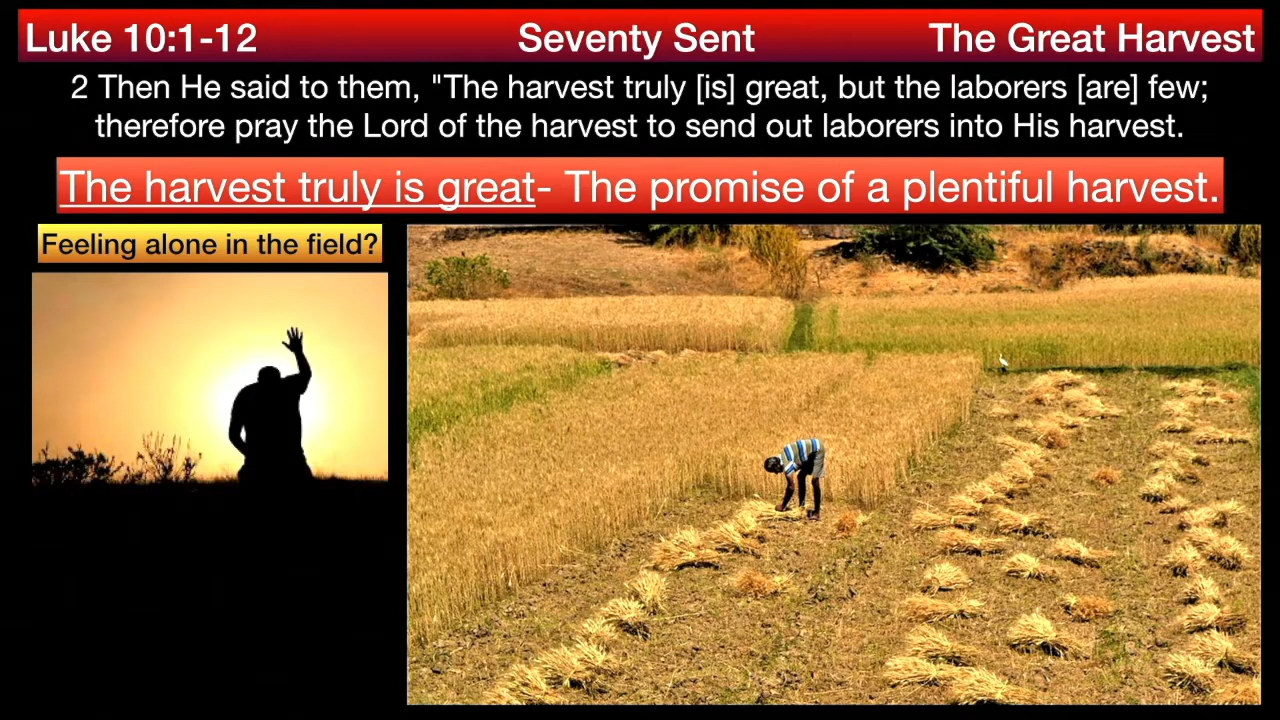 Luke 10:1-12 Seventy Sent The Great Harvest
2 Then He said to them, "The harvest truly [is] great, but the laborers [are] few;
therefore pray the Lord of the harvest to send out laborers into His harvest.
The harvest truly is great- The promise of a plentiful harvest.
Feeling alone in the field?